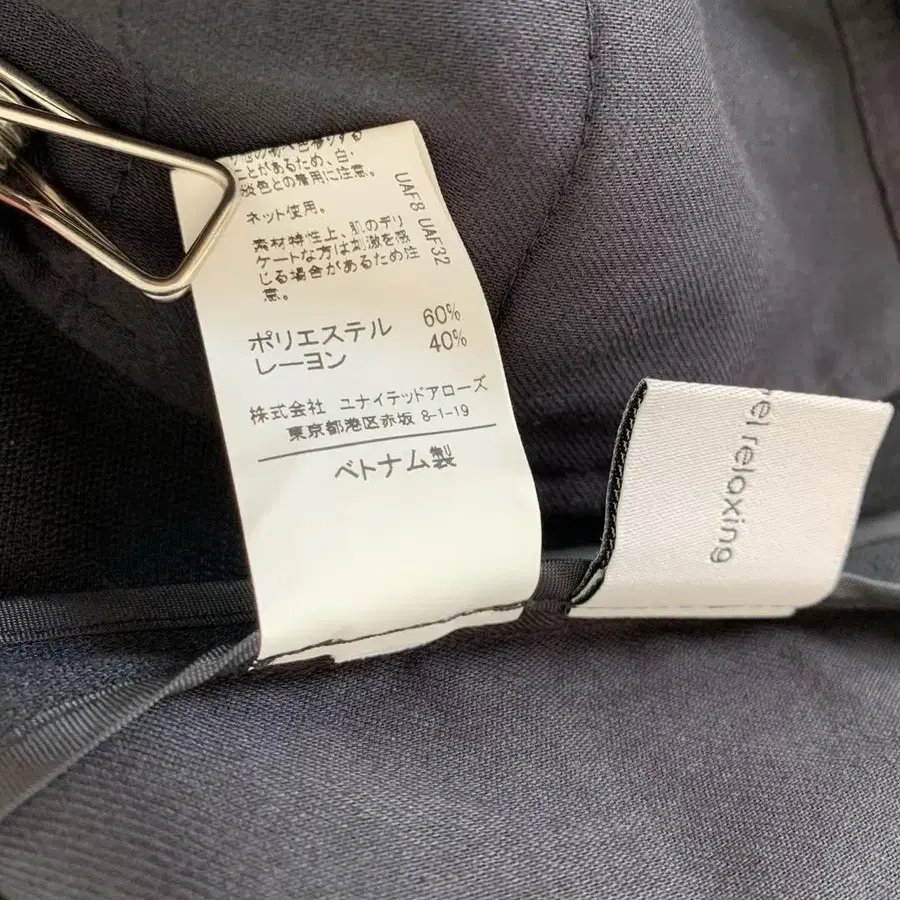 とがあるため、白・
淡色との着用に注意。
ネット使用。
素材特性上、肌のデリ
ケートな方は刺激を感
じる場合があるため注
意。
UAF8 UAF32
ポリエステル 60%
レーヨン 40%
株式会社 ユナイテッドアローズ
東京都港区赤坂 8-1-19
ベトナム製
relaxing